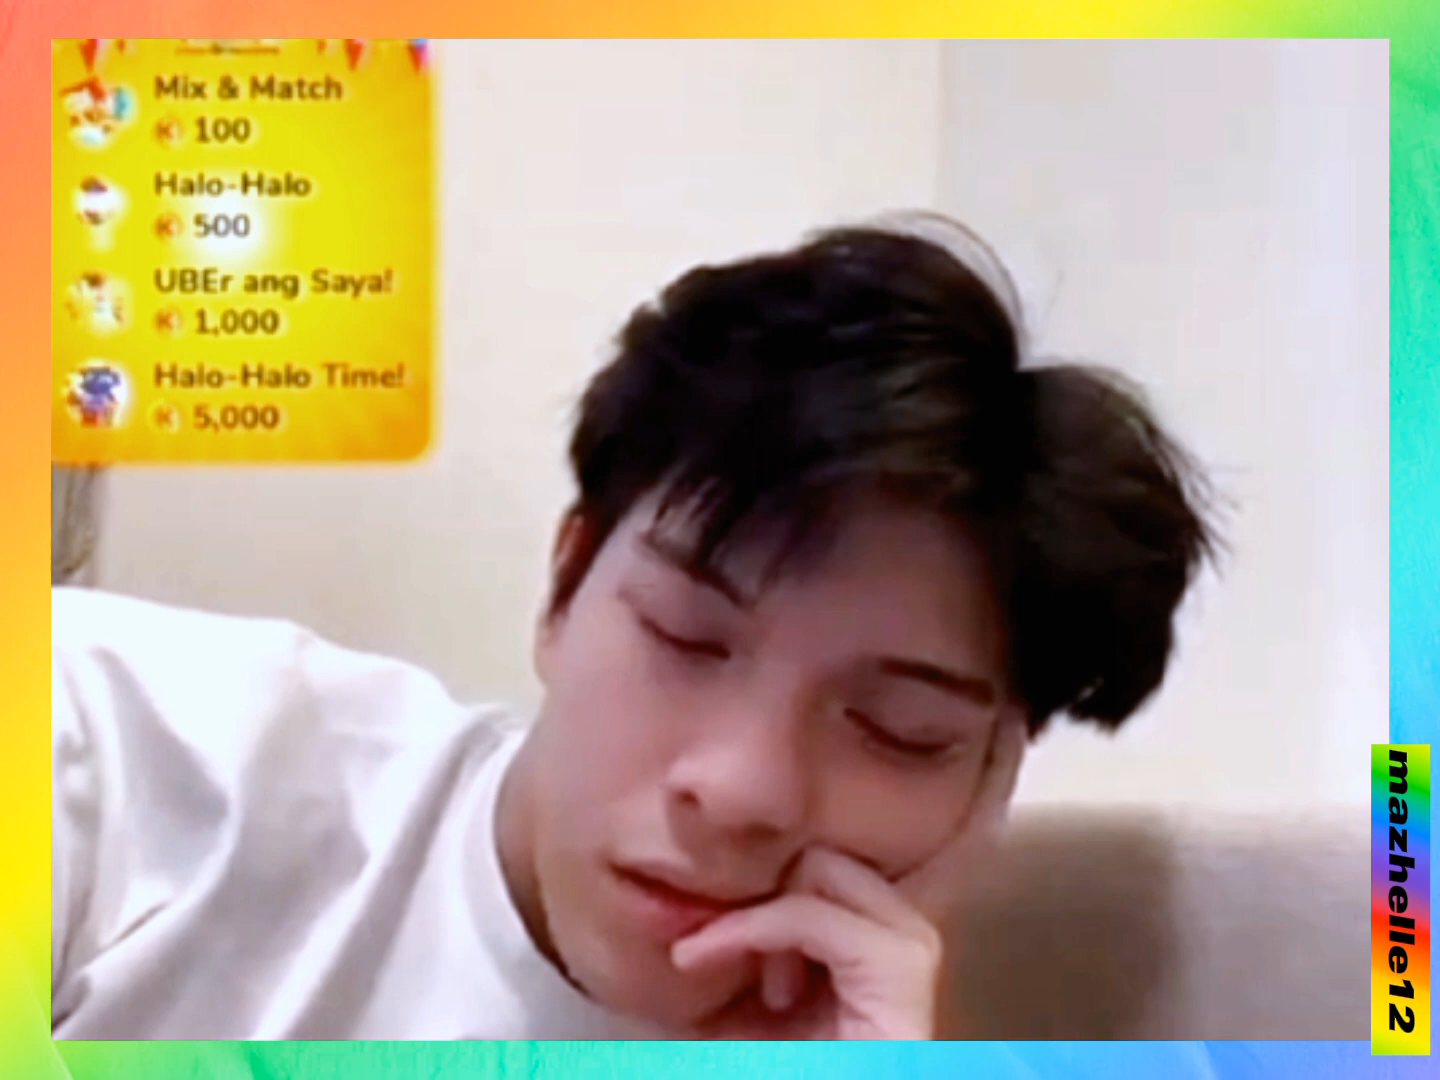 Mix & Match
100
Halo-Halo
500
UBEr ang Saya!
1,000
Halo-Halo Time!
5,000
mazhelle12